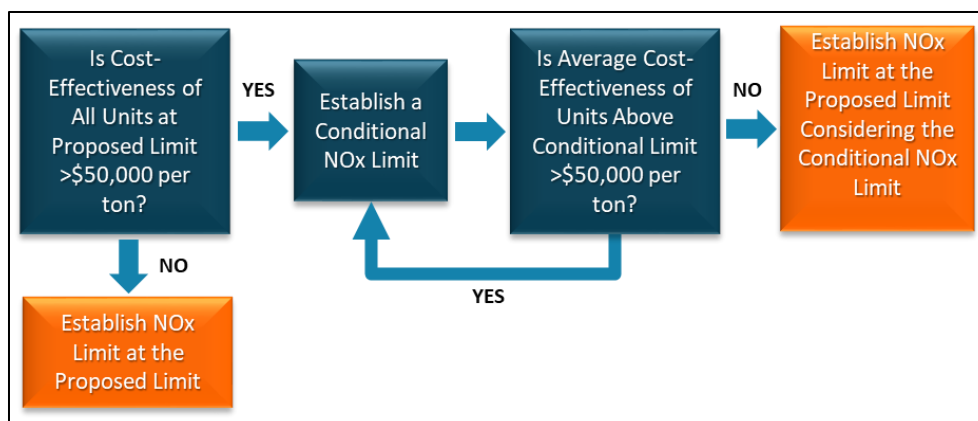 Is Cost-
Effectiveness of
All Units at
Proposed Limit
>$50,000 per
ton?
YES
Establish a
Conditional
NOx Limit
Is Average Cost-
Effectiveness of
Units Above
Conditional Limit
>$50,000 per
ton?
NO
Establish NOx
Limit at the
Proposed Limit
Considering the
Conditional NOx
Limit
NO
YES
Establish NOx
Limit at the
Proposed Limit